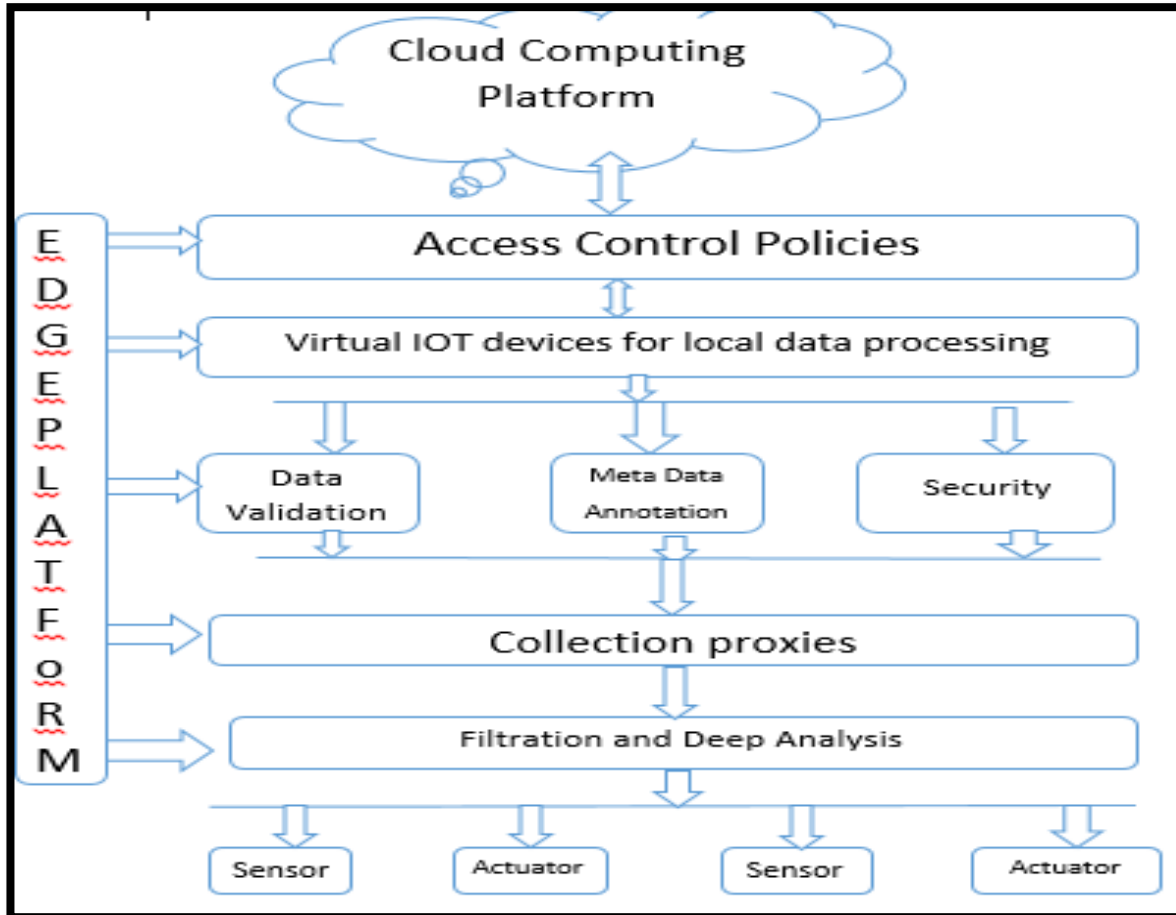 Cloud Computing
Platform
E
D
G
E
P
L
A
T
F
o
R
M
Access Control Policies
Virtual IOT devices for local data processing
Data
Validation
Meta Data
Annotation
Security
Collection proxies
Filtration and Deep Analysis
Sensor
Actuator
Sensor
Actuator